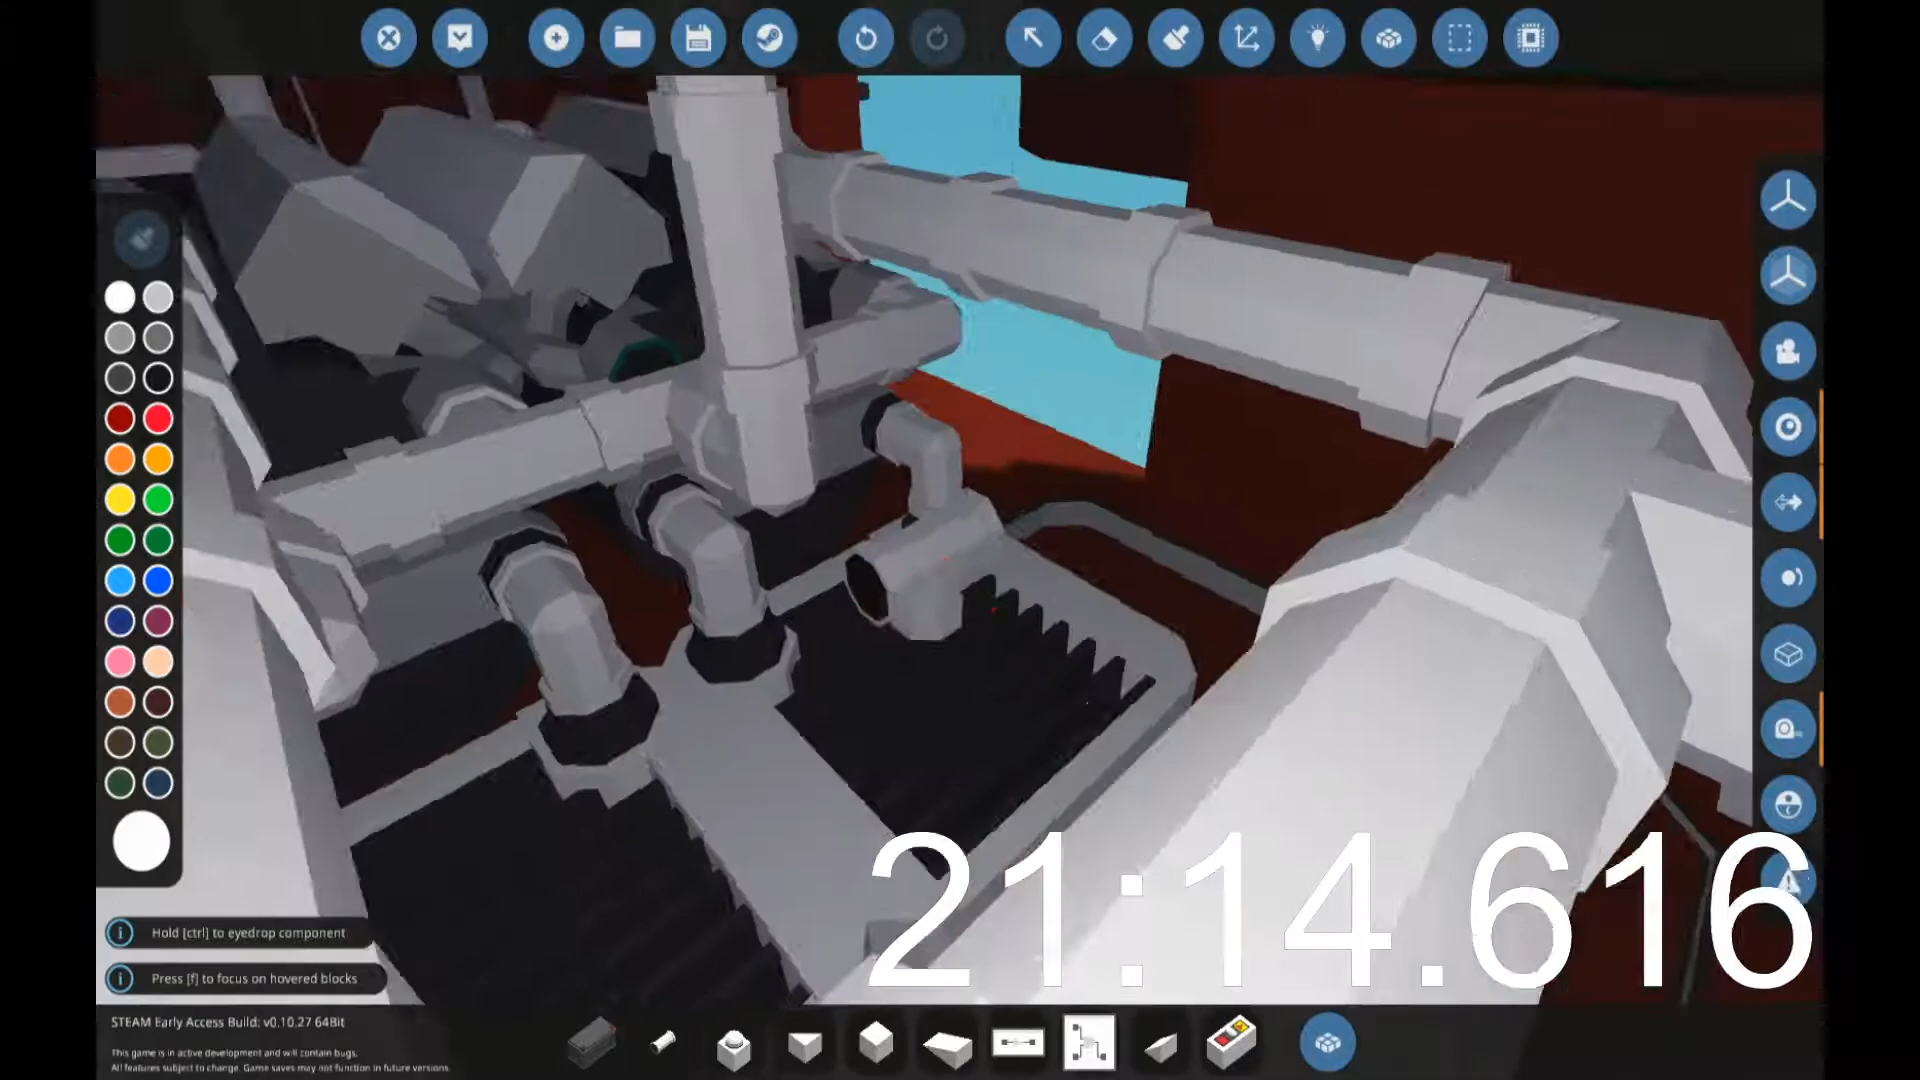 21:14.616
Hold [ctrl] to eyedrop component
Press [f] to focus on hovered blocks
STEAM Early Access Build: v0.10.27 64Bit
This game is in active development and will contain bugs.
All features subject to change. Game saves may not function in future versions.